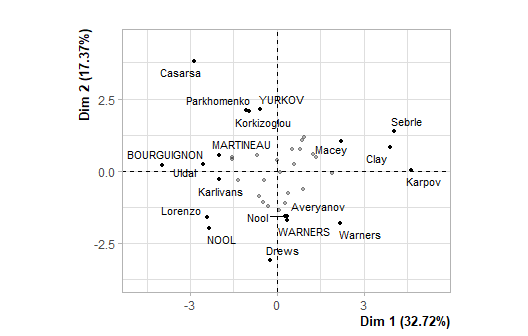 Dim 2 (17.37%)
Casarsa
2.5
Parkhomenko
YURKOV
Korkizoglou
Sebrle
MARTINEAU
Macey
BOURGUIGNON
Clay
Uldal
0.0
Karpov
Karlivans
Lorenzo
Averyanov
Nool
NOOL
WARNERS
Warners
-2.5
Drews
-3
0
3
Dim 1 (32.72%)